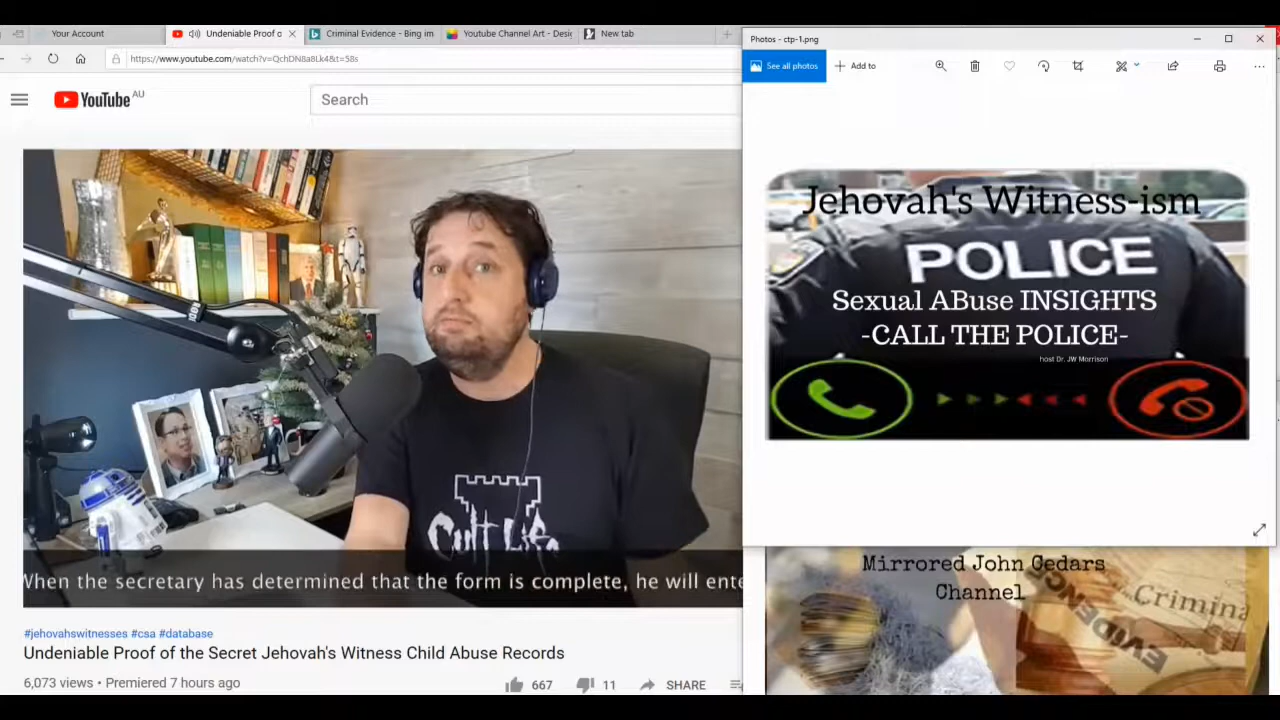 Your Account
Undeniable Proof o
Criminal Evidence - Bing im
Youtube Channel Art - Desig
New tab
https://www.youtube.com/watch?v=QchDN8a8Lk4&t=58s
YouTube AU
Search
When the secretary has determined that the form is complete, he will ente
Cult Life
#jehovahswitnesses #csa #database
Undeniable Proof of the Secret Jehovah's Witness Child Abuse Records
6,073 views • Premiered 7 hours ago
667
11
SHARE
Photos - ctp-1.png
See all photos
Add to
Jehovah's Witness-ism
POLICE
Sexual ABuse INSIGHTS
-CALL THE POLICE-
host Dr. JW Morrison
Mirrored John Cedars
Channel
EVIDENCE
Crimina